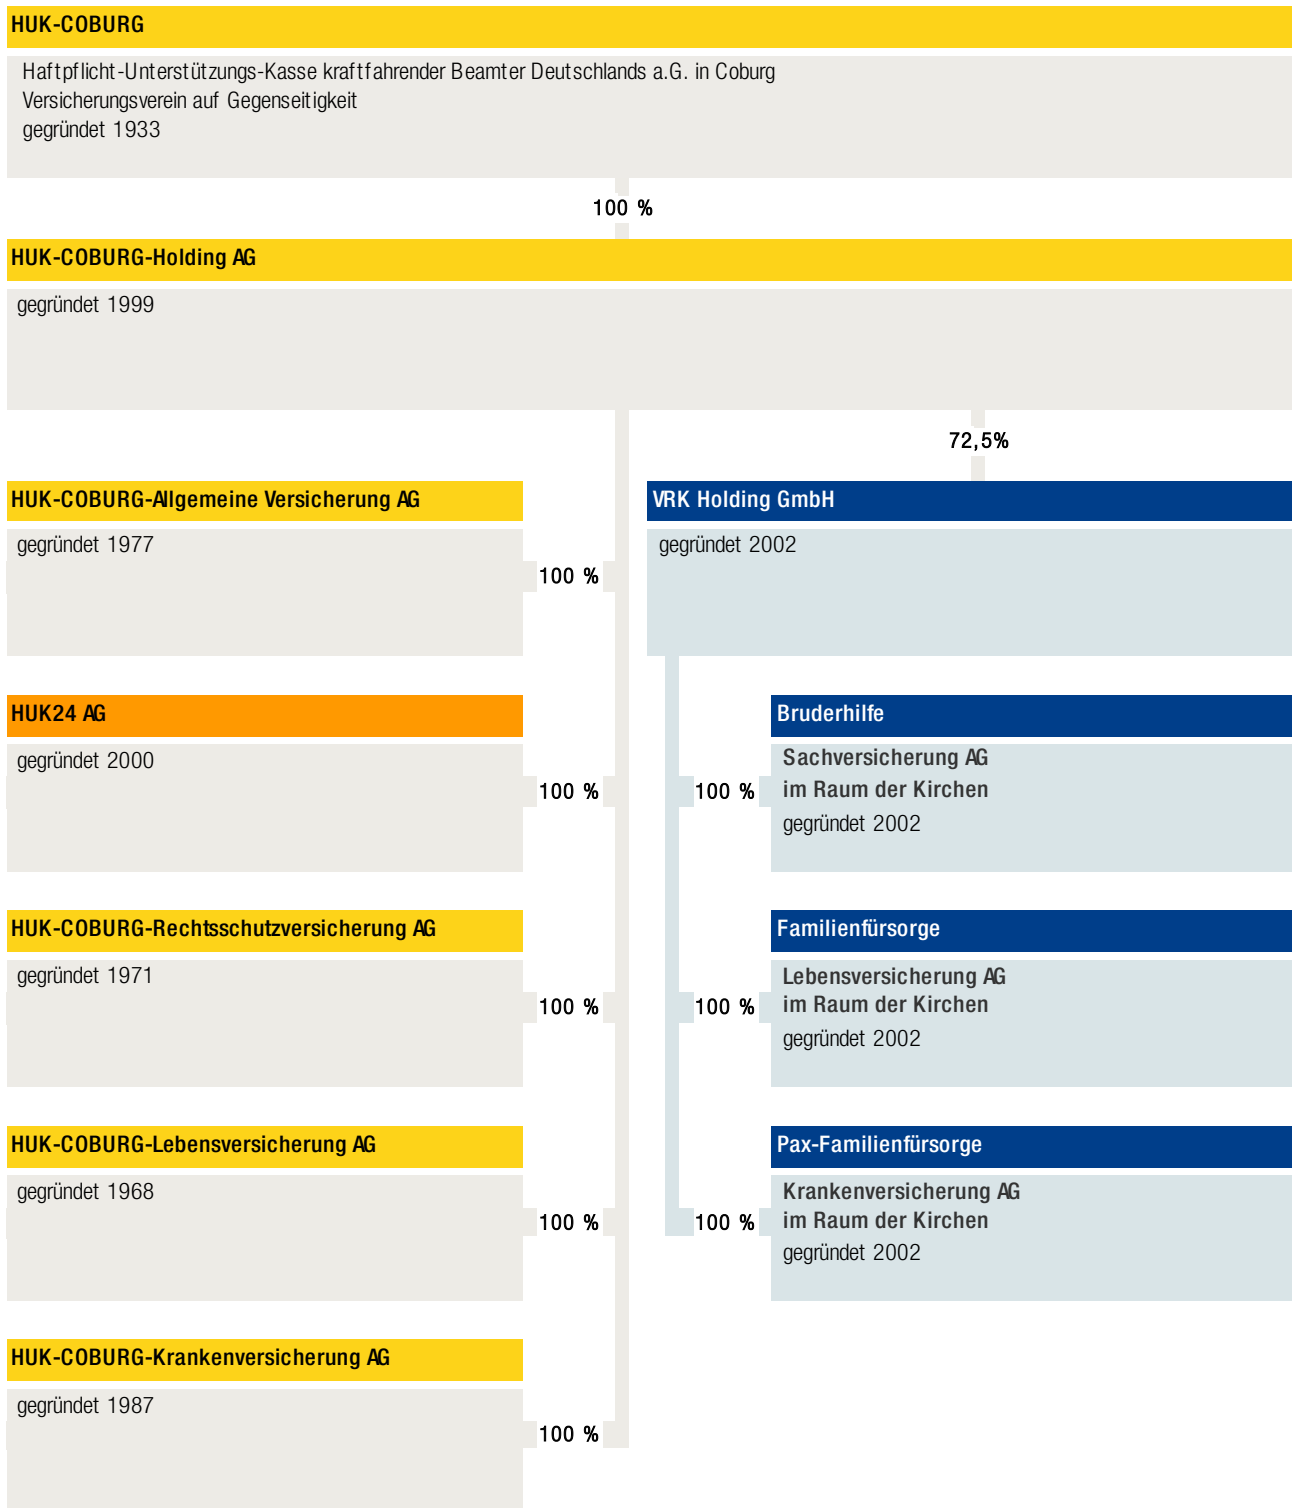 HUK-COBURG
Haftpflicht-Unterstützungs-Kasse kraftfahrender Beamter Deutschlands a.G. in Coburg
Versicherungsverein auf Gegenseitigkeit
gegründet 1933
100 %
HUK-COBURG-Holding AG
gegründet 1999
72,5%
HUK-COBURG-Allgemeine Versicherung AG
gegründet 1977
100 %
VRK Holding GmbH
gegründet 2002
HUK24 AG
gegründet 2000
100 %
100 %
Bruderhilfe
Sachversicherung AG
im Raum der Kirchen
gegründet 2002
HUK-COBURG-Rechtsschutzversicherung AG
gegründet 1971
100 %
100 %
Familienfürsorge
Lebensversicherung AG
im Raum der Kirchen
gegründet 2002
HUK-COBURG-Lebensversicherung AG
gegründet 1968
100 %
100 %
Pax-Familienfürsorge
Krankenversicherung AG
im Raum der Kirchen
gegründet 2002
HUK-COBURG-Krankenversicherung AG
gegründet 1987
100 %